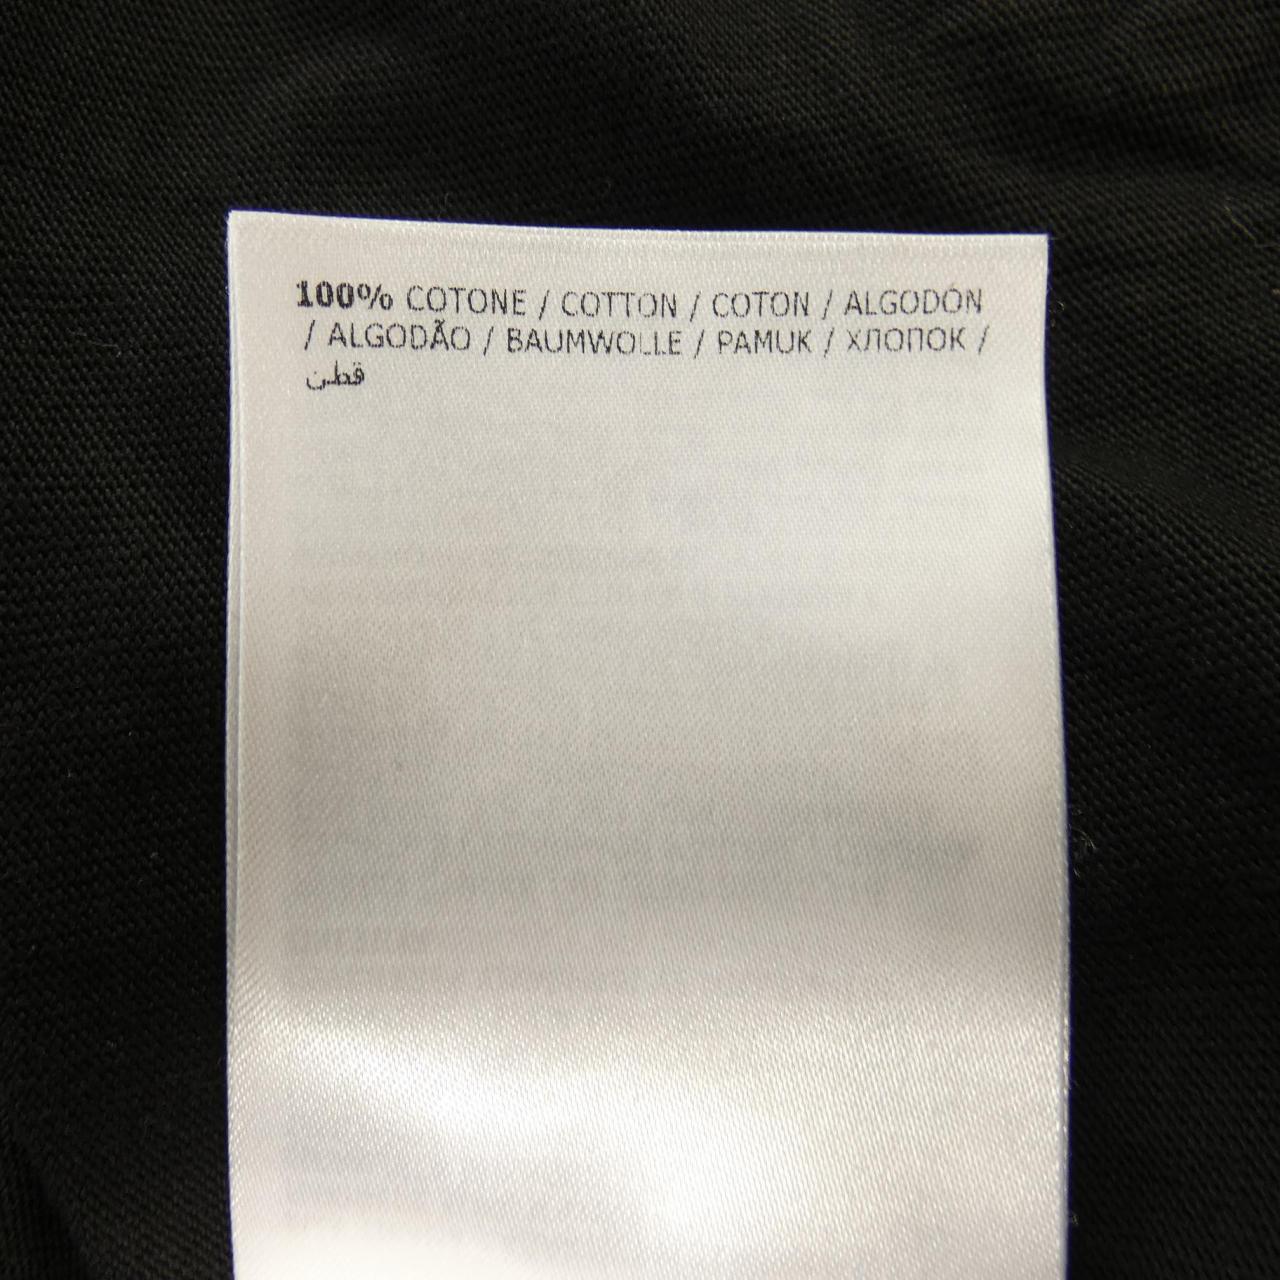 100% COTONE / COTTON / COTON / ALGODÓN
/ ALGODÃO / BAUMWOLLE / PAMUK / ХЛОПОК /
قطن